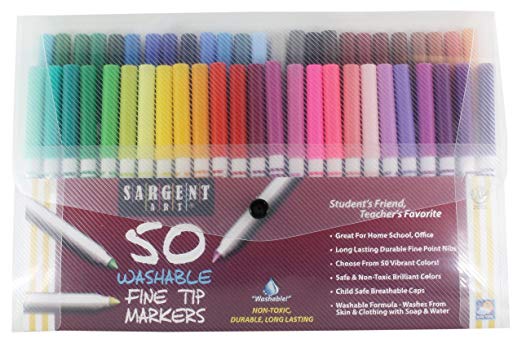 SARGENT
ART
50
WASHABLE
FINE TIP
MARKERS
"Washable!"
NON-TOXIC,
DURABLE, LONG LASTING
Student's Friend,
Teacher's Favorite
• Great For Home School, Office
• Long Lasting Durable Fine Point Nibs
• Choose From 50 Vibrant Colors!
• Safe & Non-Toxic Brilliant Colors
• Child Safe Breathable Caps
• Washable Formula - Washes From
Skin & Clothing with Soap & Water